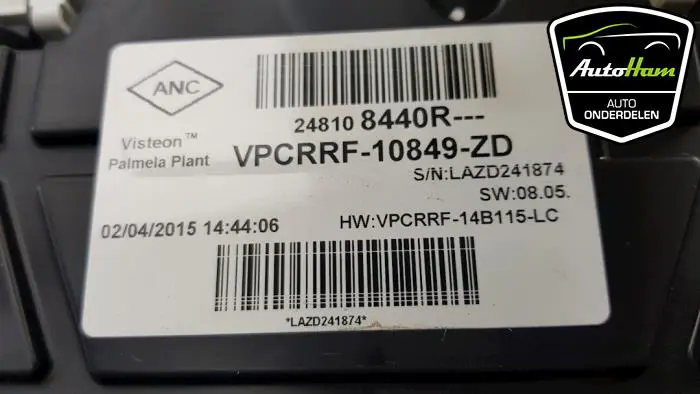 ANC
Visteon™
Palmela Plant
24810 8440R---
VPCRRF-10849-ZD
S/N:LAZD241874
SW:08.05.
02/04/2015 14:44:06
HW:VPCRRF-14B115-LC
*LAZD241874*
AutoHam
AUTO
ONDERDELEN